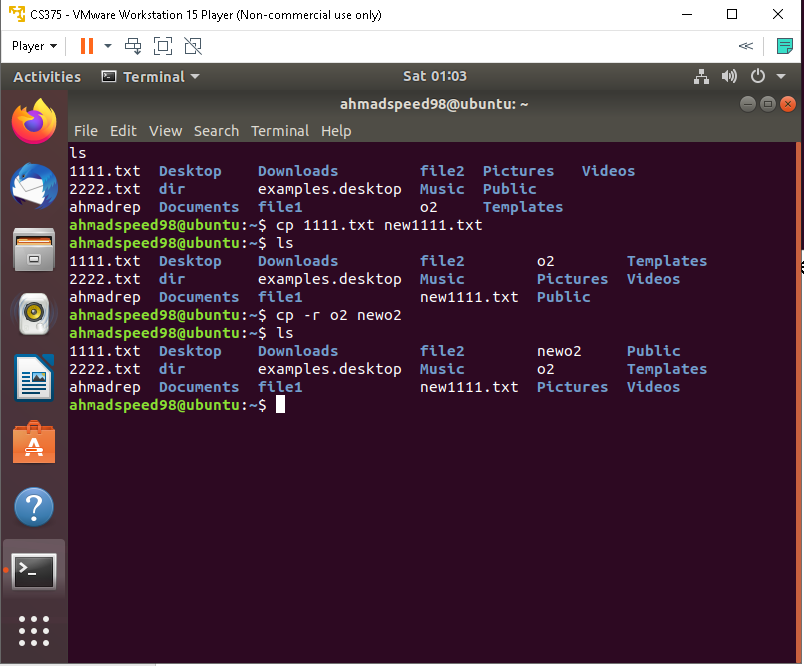 CS375 - VMware Workstation 15 Player (Non-commercial use only)
Player
Activities Terminal Sat 01:03
ahmadspeed98@ubuntu: ~
File Edit View Search Terminal Help
ls
1111.txt Desktop Downloads file2 Pictures Videos
2222.txt dir examples.desktop Music Public
ahmadrep Documents file1 o2 Templates
ahmadspeed98@ubuntu:~$ cp 1111.txt new1111.txt
ahmadspeed98@ubuntu:~$ ls
1111.txt Desktop Downloads file2 o2 Templates
2222.txt dir examples.desktop Music Pictures Videos
ahmadrep Documents file1 new1111.txt Public
ahmadspeed98@ubuntu:~$ cp -r o2 newo2
ahmadspeed98@ubuntu:~$ ls
1111.txt Desktop Downloads file2 newo2 Public
2222.txt dir examples.desktop Music o2 Templates
ahmadrep Documents file1 new1111.txt Pictures Videos
ahmadspeed98@ubuntu:~$